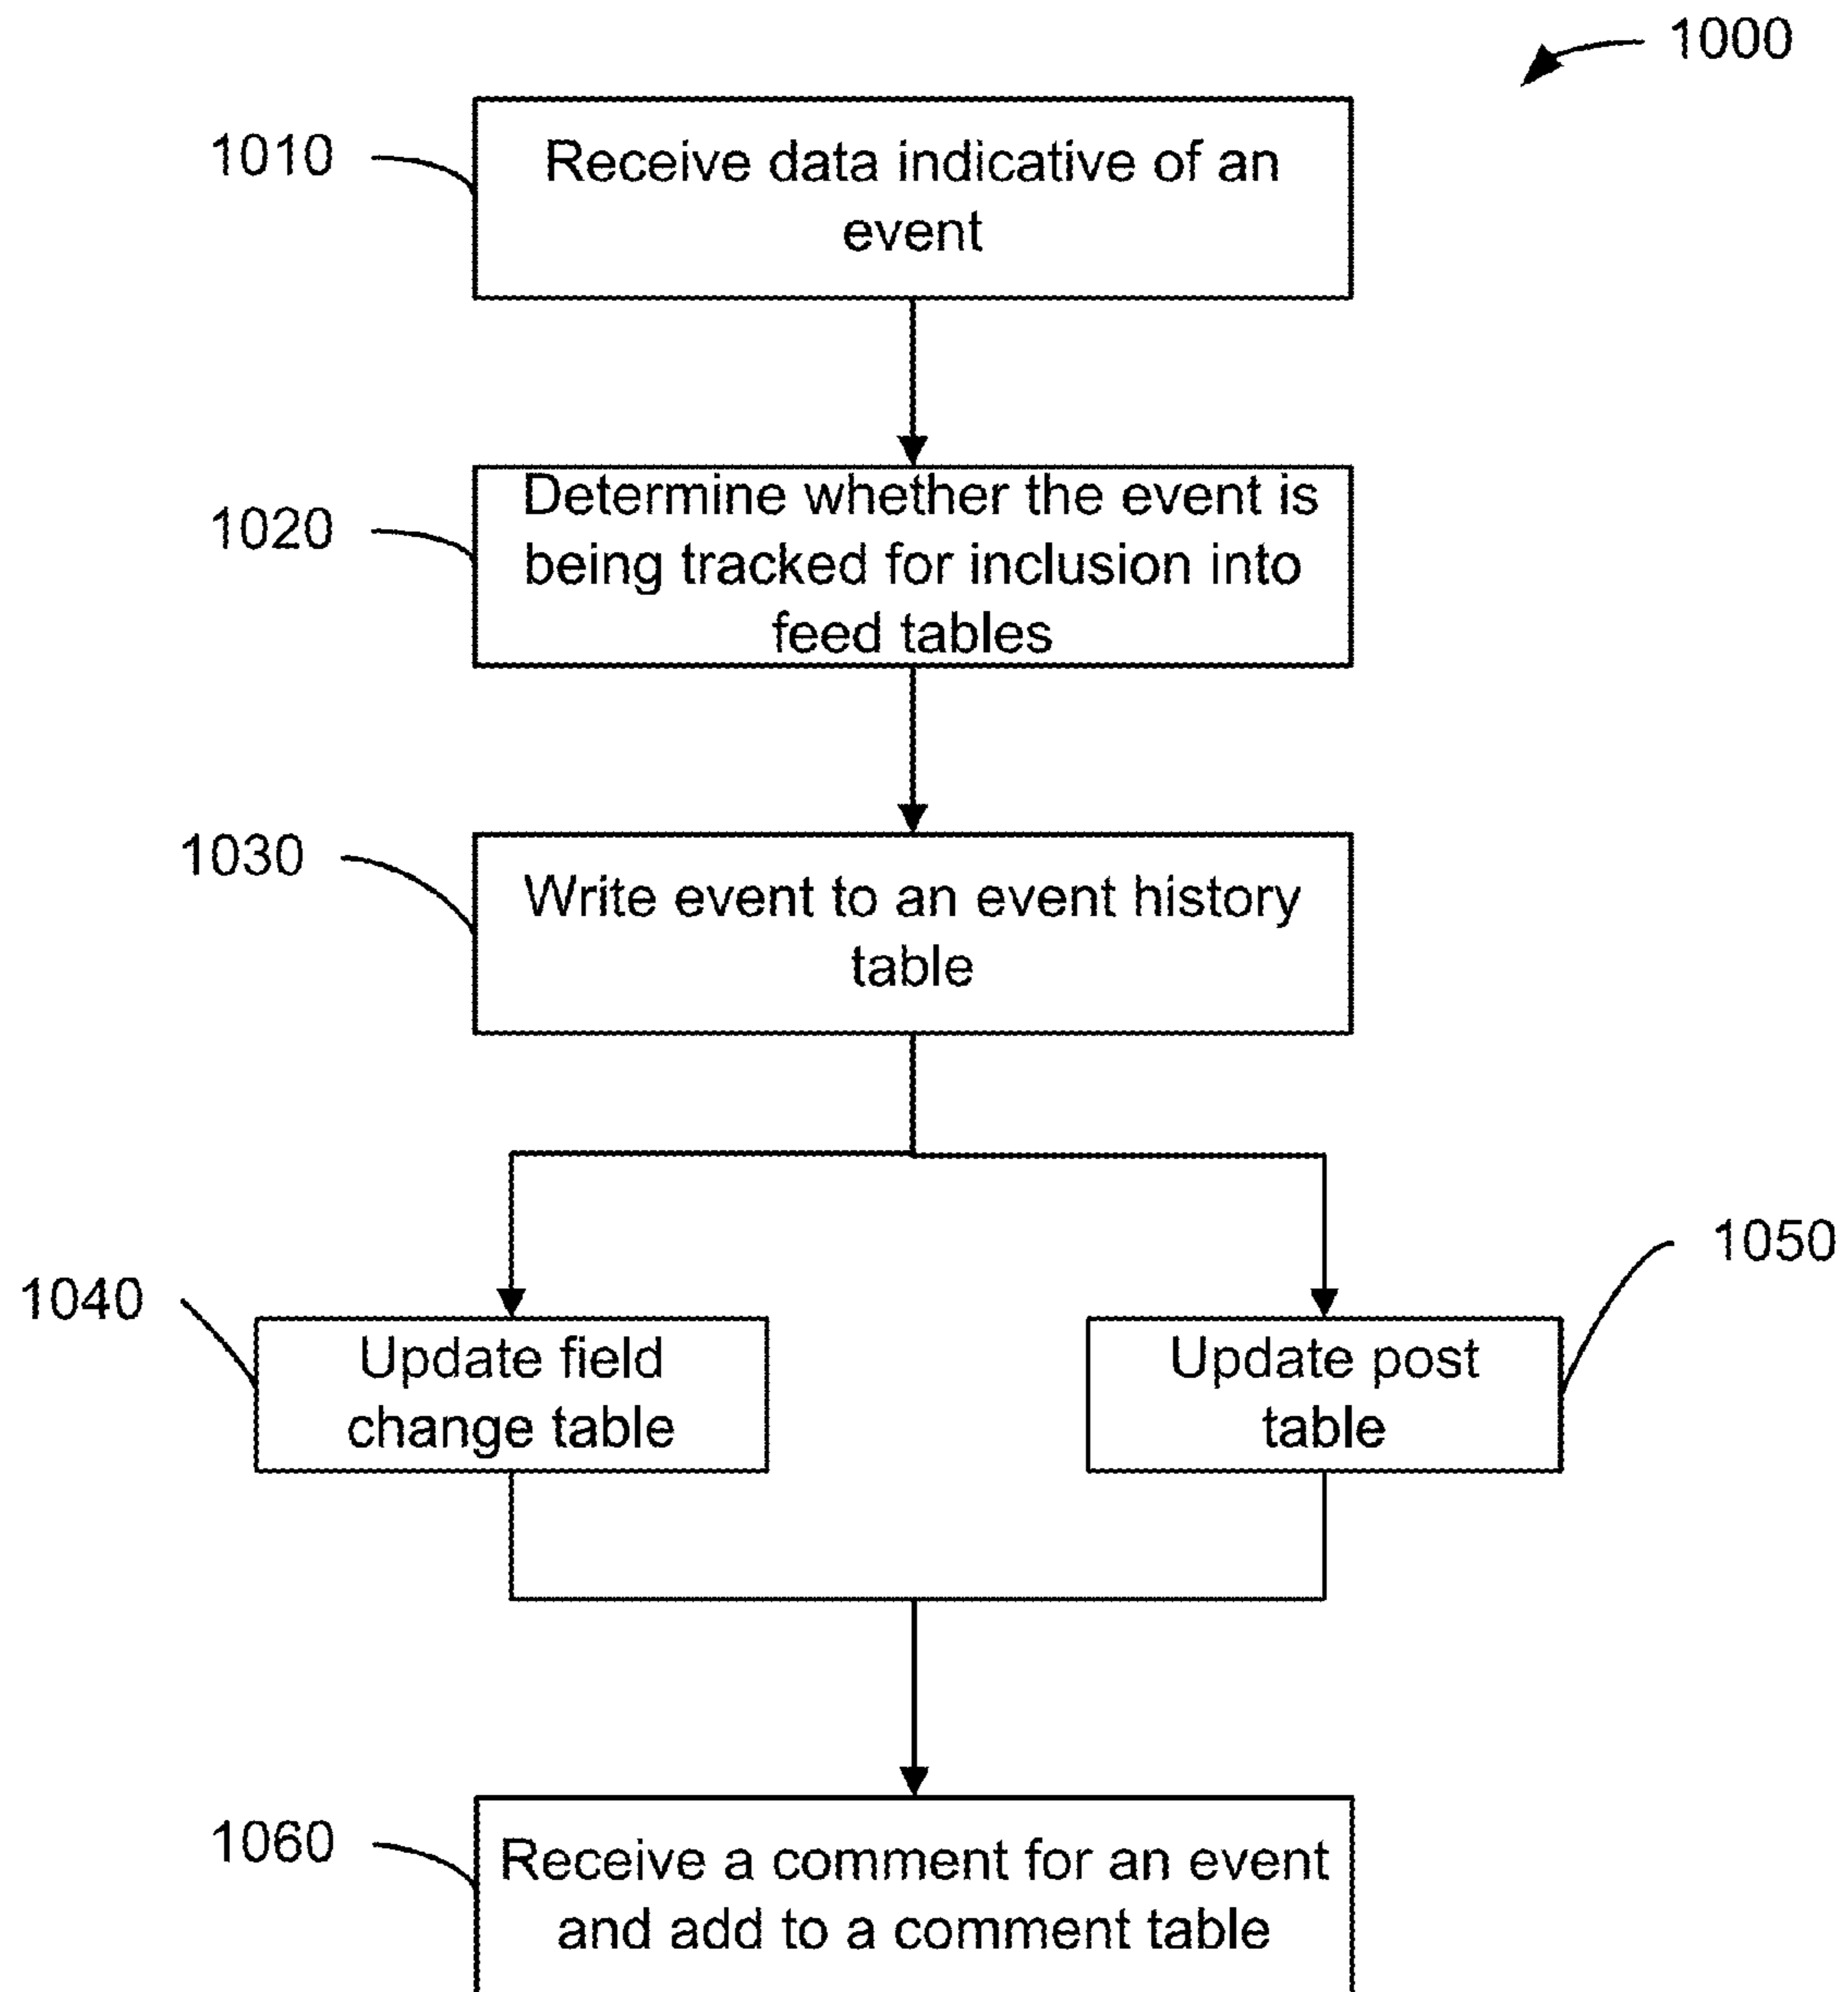 1000
1010
Receive data indicative of an
event
1020
Determine whether the event is
being tracked for inclusion into
feed tables
1030
Write event to an event history
table
1040
Update field
change table
1050
Update post
table
1060
Receive a comment for an event
and add to a comment table